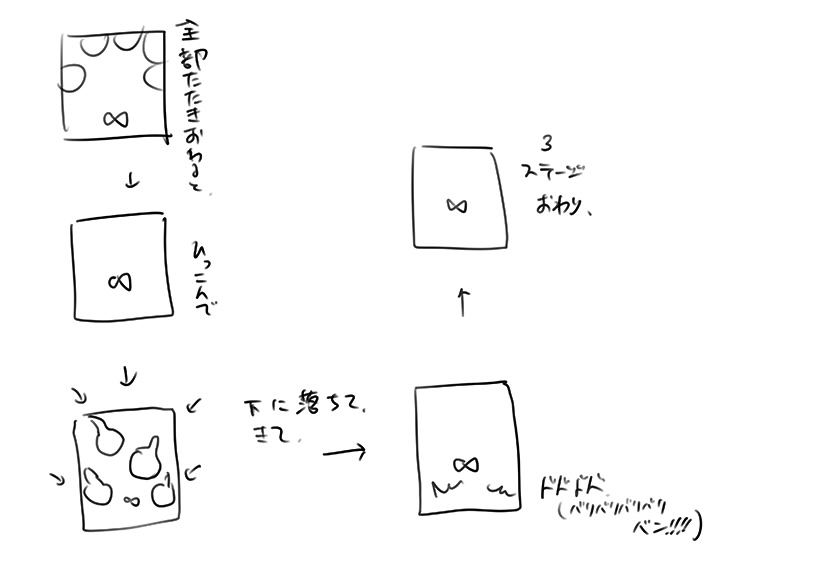 全部たたきおわると、
ひっこんで
下に落ちて、
きて、
ドドドド
(バリバリバリバリ
バン!!!!)
3
ステージ
おわり、